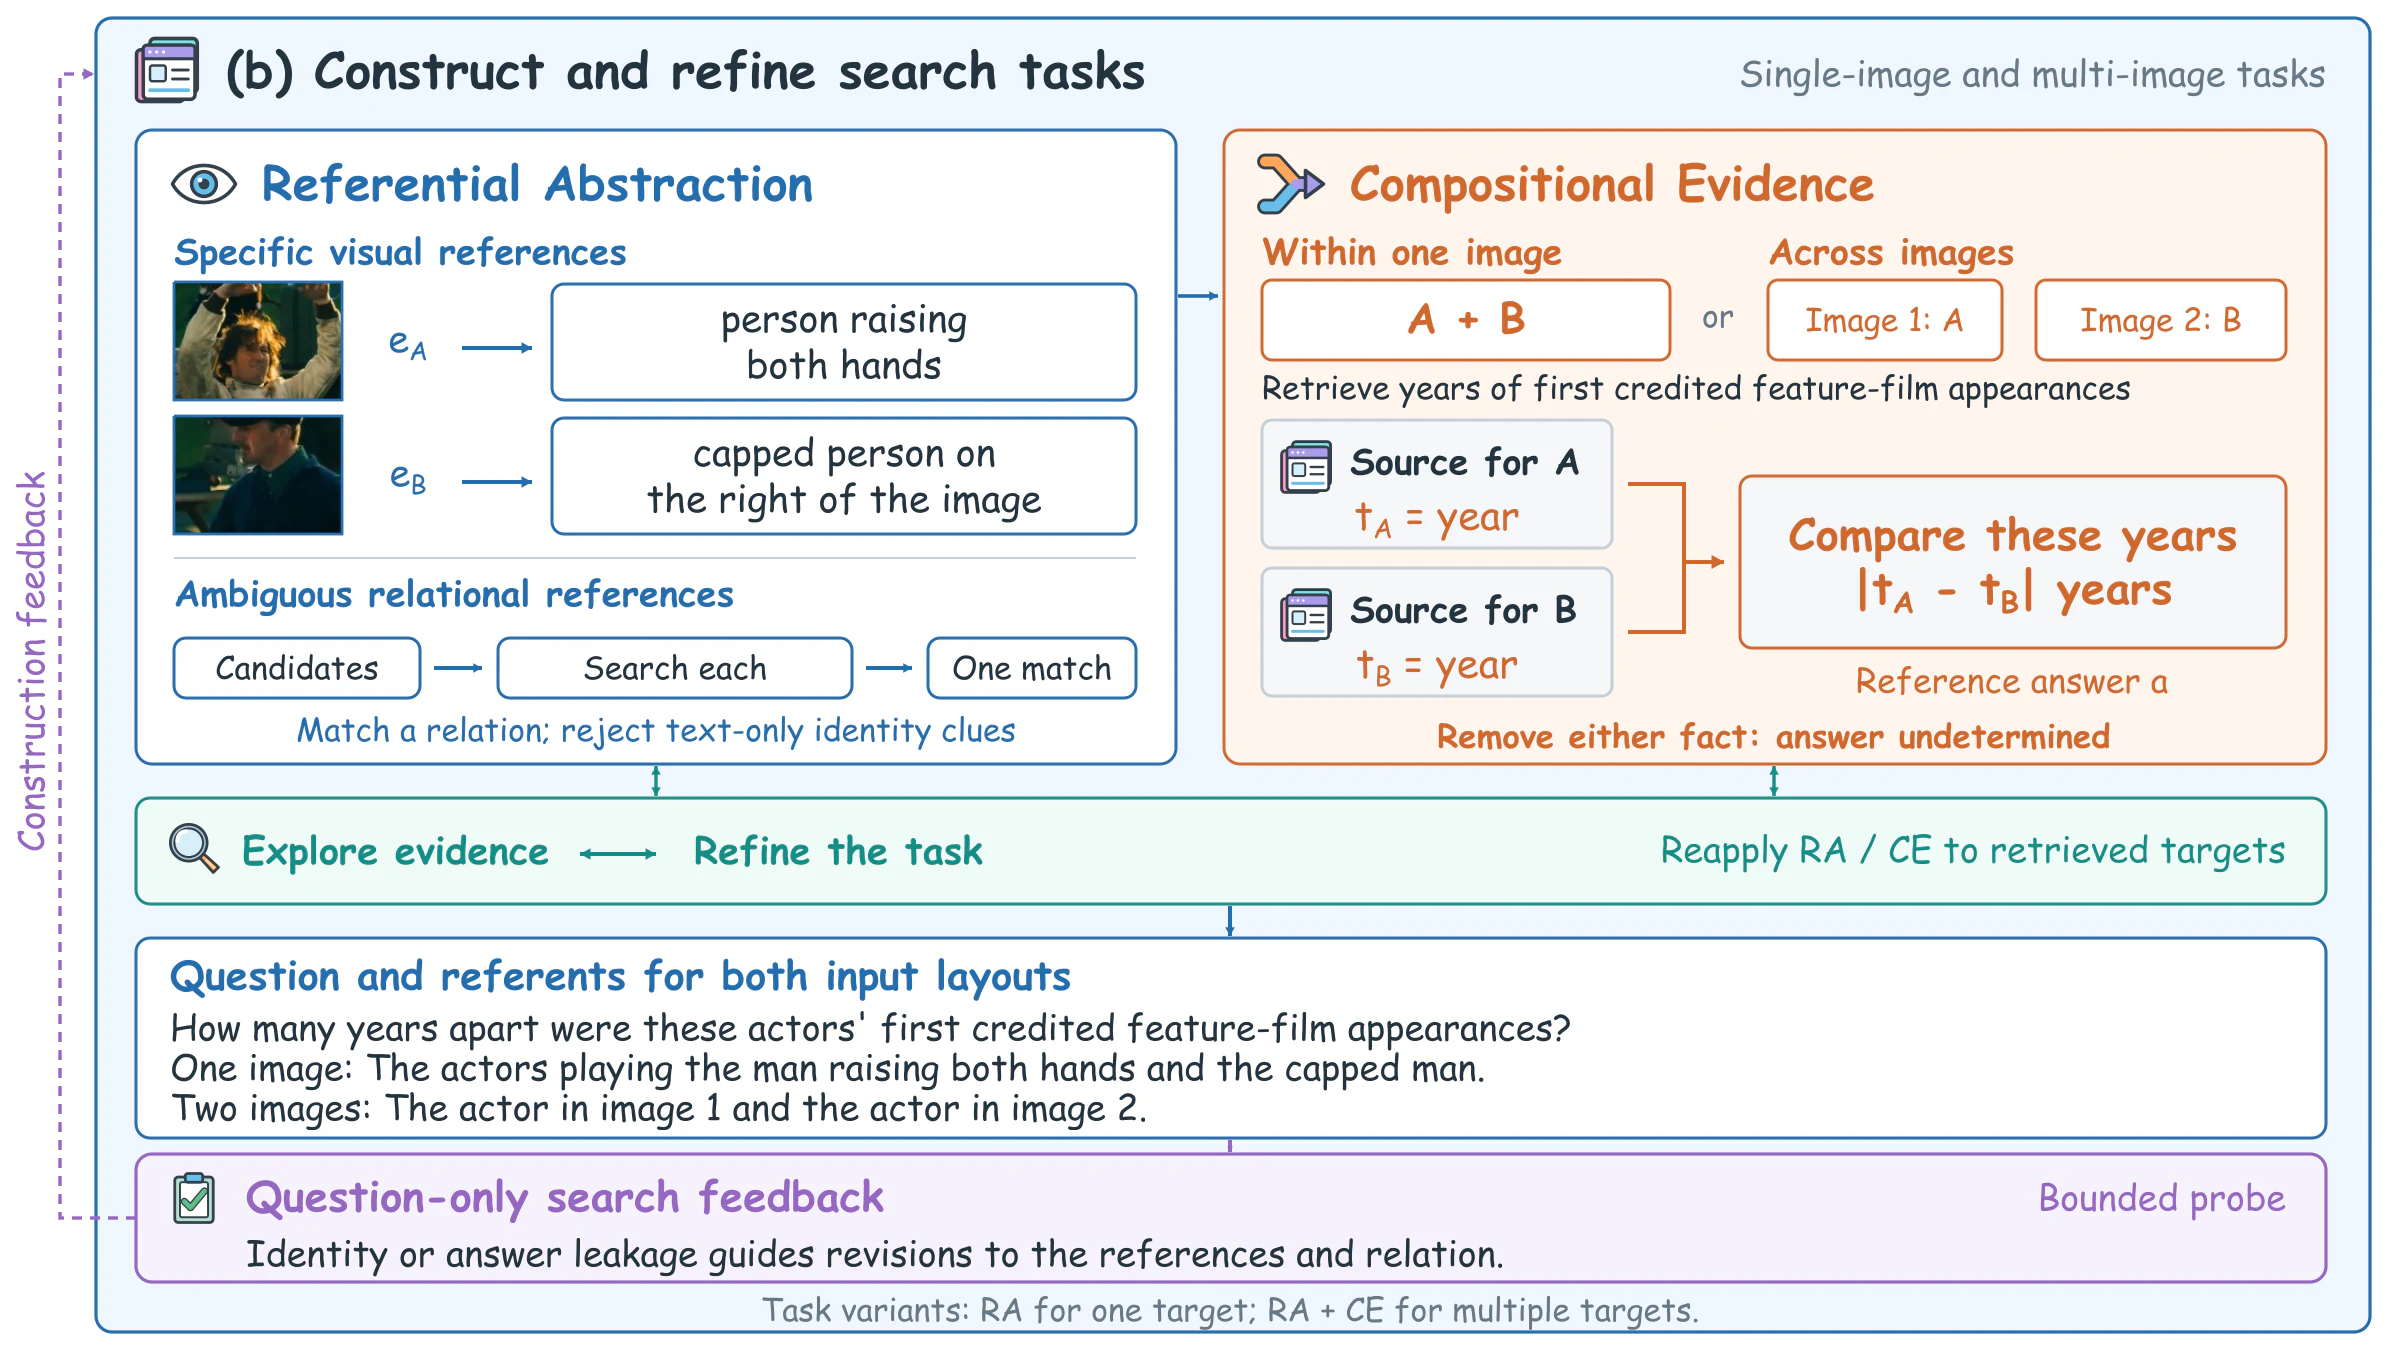 (b) Construct and refine search tasks
Single-image and multi-image tasks
Construction feedback
Referential Abstraction
Specific visual references
e_A
person raising
both hands
e_B
capped person on
the right of the image
Ambiguous relational references
Candidates
Search each
One match
Match a relation; reject text-only identity clues
Compositional Evidence
Within one image
Across images
A + B
or
Image 1: A
Image 2: B
Retrieve years of first credited feature-film appearances
Source for A
t_A = year
Source for B
t_B = year
Compare these years
|t_A - t_B| years
Reference answer a
Remove either fact: answer undetermined
Explore evidence
Refine the task
Reapply RA / CE to retrieved targets
Question and referents for both input layouts
How many years apart were these actors' first credited feature-film appearances?
One image: The actors playing the man raising both hands and the capped man.
Two images: The actor in image 1 and the actor in image 2.
Question-only search feedback
Bounded probe
Identity or answer leakage guides revisions to the references and relation.
Task variants: RA for one target; RA + CE for multiple targets.